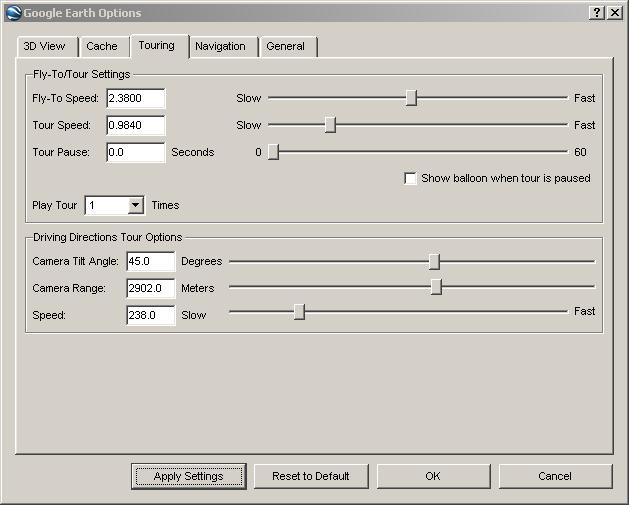 Google Earth Options
3D View Cache Touring Navigation General
Fly-To/Tour Settings
Fly-To Speed: 2.3800 Slow Fast
Tour Speed: 0.9840 Slow Fast
Tour Pause: 0.0 Seconds 0 60
Show balloon when tour is paused
Play Tour 1 Times
Driving Directions Tour Options
Camera Tilt Angle: 45.0 Degrees
Camera Range: 2902.0 Meters
Speed: 238.0 Slow Fast
Apply Settings Reset to Default OK Cancel